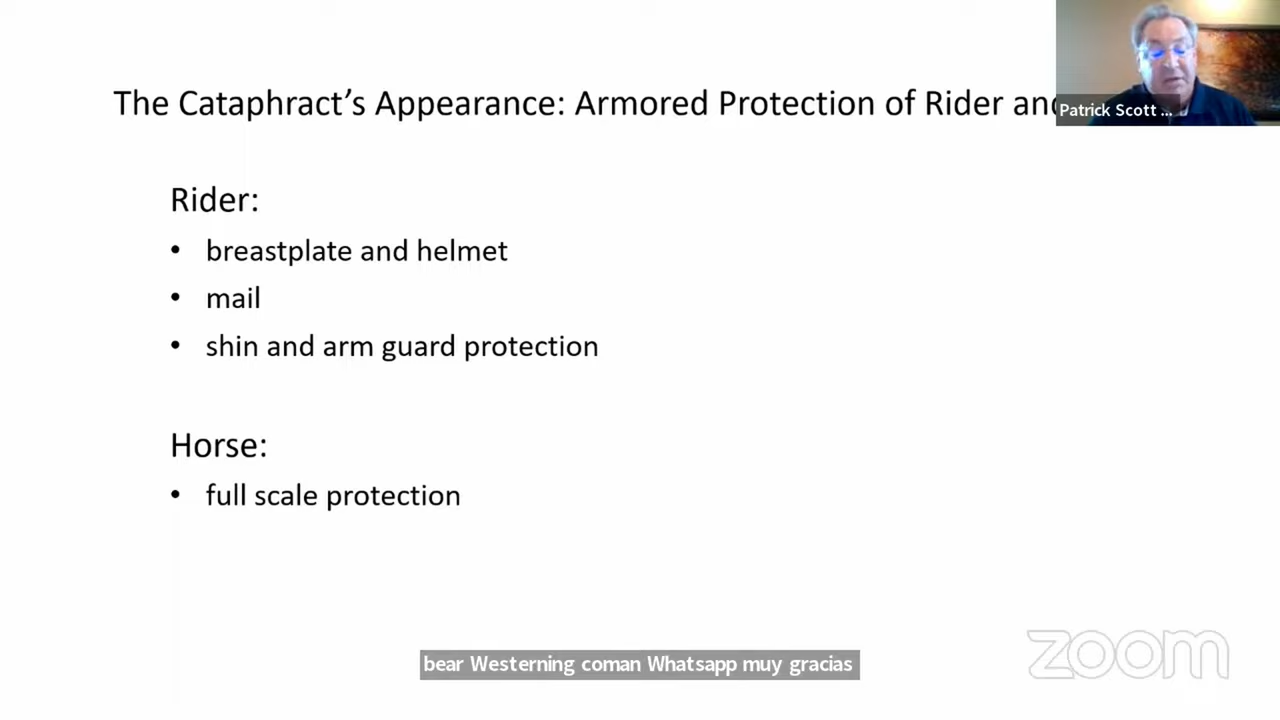 The Cataphract’s Appearance: Armored Protection of Rider and
Patrick Scott ...
Rider:
• breastplate and helmet
• mail
• shin and arm guard protection
Horse:
• full scale protection
bear Westerning coman Whatsapp muy gracias
zoom